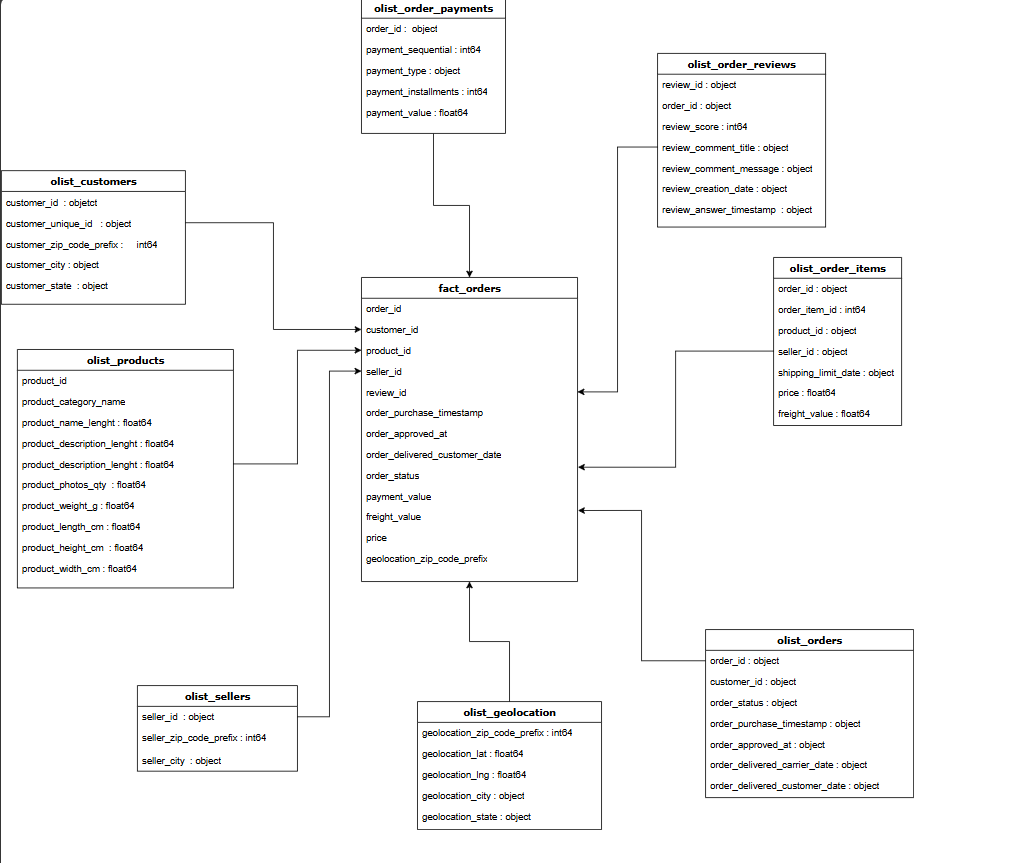 olist_order_payments
order_id : object
payment_sequential : int64
payment_type : object
payment_installments : int64
payment_value : float64
olist_order_reviews
review_id : object
order_id : object
review_score : int64
review_comment_title : object
review_comment_message : object
review_creation_date : object
review_answer_timestamp : object
olist_customers
customer_id : objetct
customer_unique_id : object
customer_zip_code_prefix : int64
customer_city : object
customer_state : object
olist_order_items
order_id : object
order_item_id : int64
product_id : object
seller_id : object
shipping_limit_date : object
price : float64
freight_value : float64
fact_orders
order_id
customer_id
product_id
seller_id
review_id
order_purchase_timestamp
order_approved_at
order_delivered_customer_date
order_status
payment_value
freight_value
price
geolocation_zip_code_prefix
olist_products
product_id
product_category_name
product_name_lenght : float64
product_description_lenght : float64
product_description_lenght : float64
product_photos_qty : float64
product_weight_g : float64
product_length_cm : float64
product_height_cm : float64
product_width_cm : float64
olist_sellers
seller_id : object
seller_zip_code_prefix : int64
seller_city : object
olist_geolocation
geolocation_zip_code_prefix : int64
geolocation_lat : float64
geolocation_lng : float64
geolocation_city : object
geolocation_state : object
olist_orders
order_id : object
customer_id : object
order_status : object
order_purchase_timestamp : object
order_approved_at : object
order_delivered_carrier_date : object
order_delivered_customer_date : object